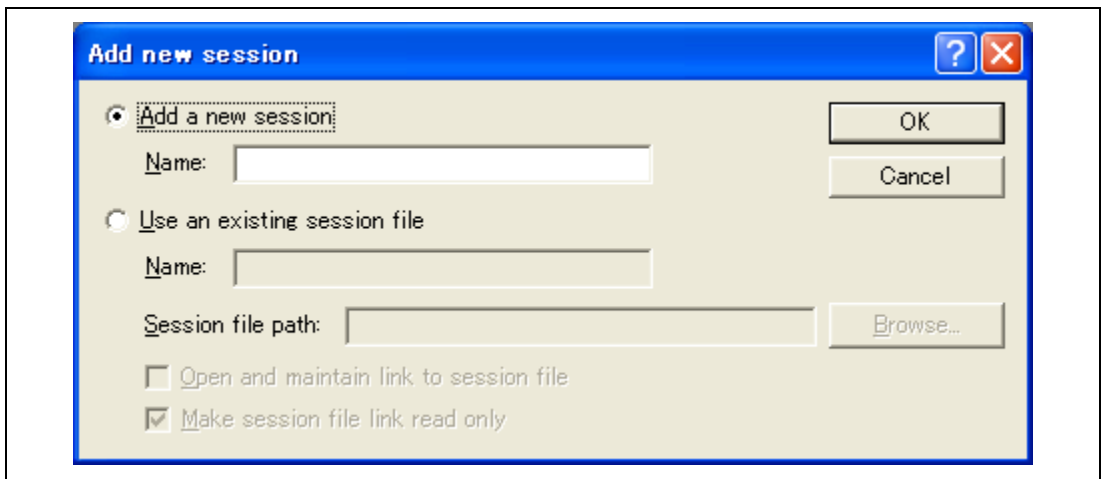 Add new session
Add a new session
OK
Name:
Cancel
Use an existing session file
Name:
Session file path:
Browse...
Open and maintain link to session file
Make session file link read only